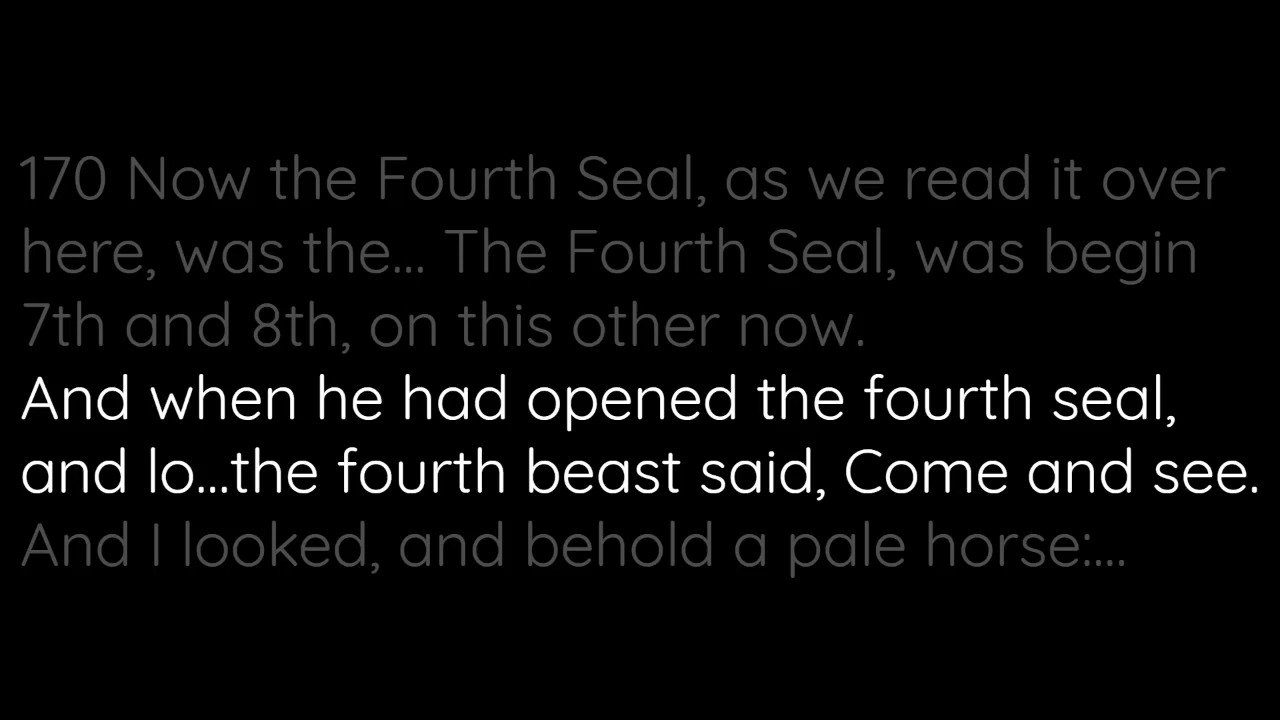 170 Now the Fourth Seal, as we read it over
here, was the... The Fourth Seal, was begin
7th and 8th, on this other now.
And when he had opened the fourth seal,
and lo...the fourth beast said, Come and see.
And I looked, and behold a pale horse:...